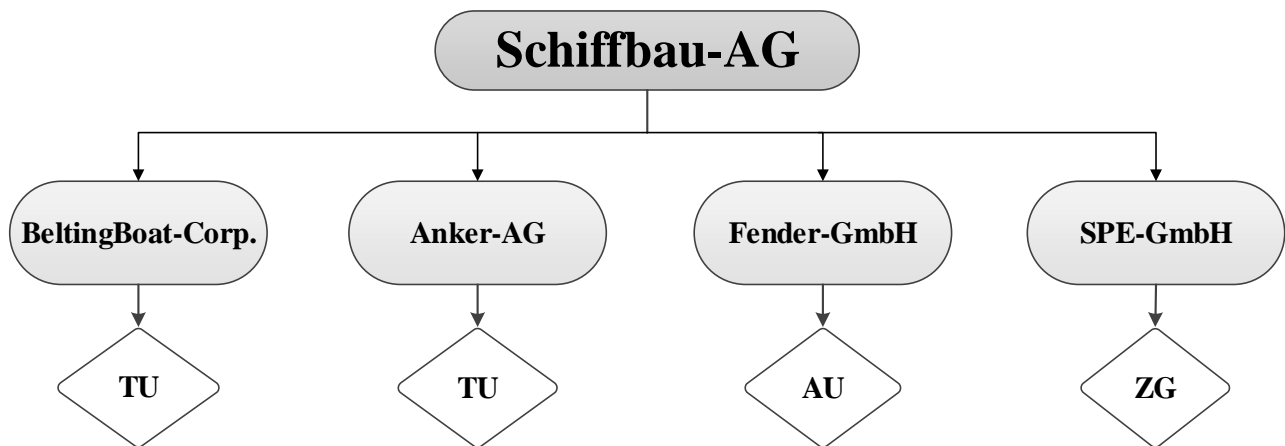 Schiffbau-AG
BeltingBoat-Corp.
Anker-AG
Fender-GmbH
SPE-GmbH
TU
TU
AU
ZG